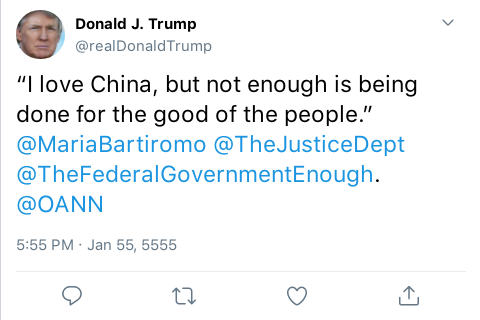 Donald J. Trump
@realDonaldTrump
“I love China, but not enough is being
done for the good of the people.”
@MariaBartiromo @TheJusticeDept
@TheFederalGovernmentEnough.
@OANN
5:55 PM · Jan 55, 5555